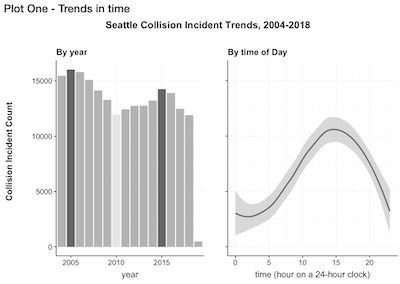 Plot One - Trends in time
Seattle Collision Incident Trends, 2004-2018
By year
By time of Day
Collision Incident Count
15000
10000
5000
0
2005
2010
2015
year
0
5
10
15
20
time (hour on a 24-hour clock)